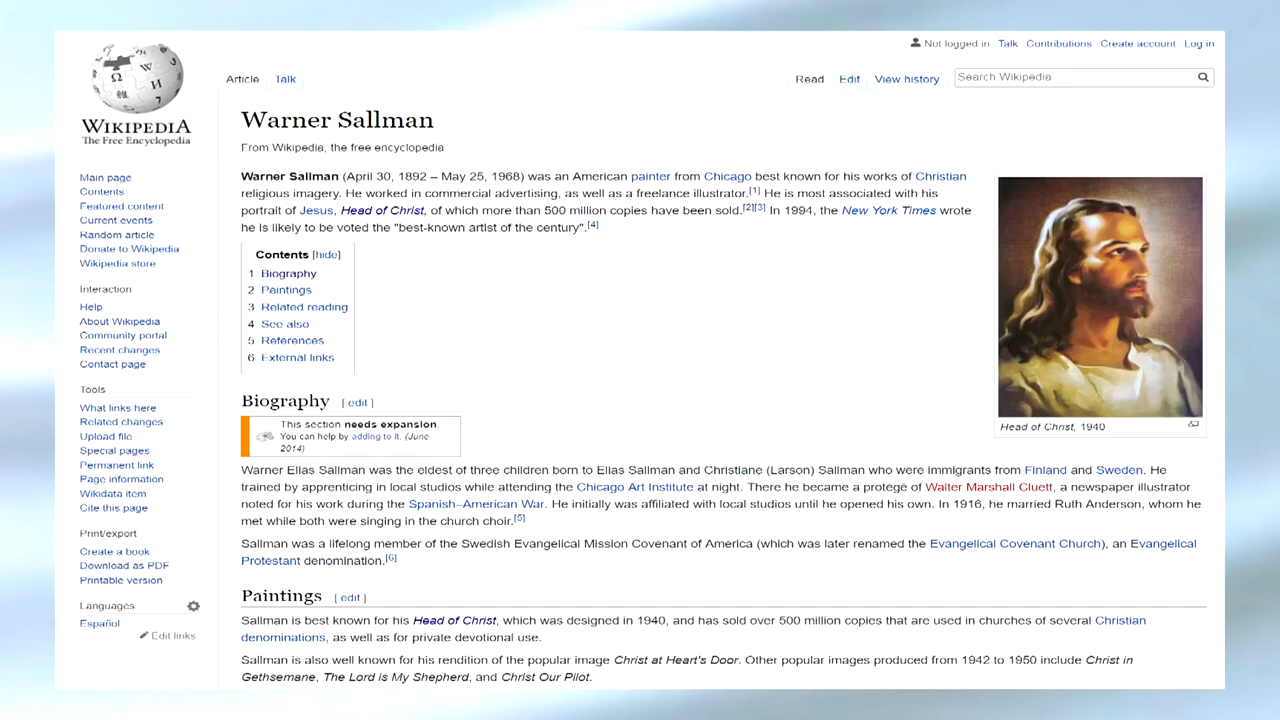 Not logged in Talk Contributions Create account Log in
Article Talk
Read Edit View history Search Wikipedia
WIKIPEDIA
The Free Encyclopedia
Main page
Contents
Featured content
Current events
Random article
Donate to Wikipedia
Wikipedia store
Interaction
Help
About Wikipedia
Community portal
Recent changes
Contact page
Tools
What links here
Related changes
Upload file
Special pages
Permanent link
Page information
Wikidata item
Cite this page
Print/export
Create a book
Download as PDF
Printable version
Languages
Español
Edit links
Warner Sallman
From Wikipedia, the free encyclopedia
Warner Sallman (April 30, 1892 – May 25, 1968) was an American painter from Chicago best known for his works of Christian
religious imagery. He worked in commercial advertising, as well as a freelance illustrator.[1] He is most associated with his
portrait of Jesus, Head of Christ, of which more than 500 million copies have been sold.[2][3] In 1994, the New York Times wrote
he is likely to be voted the "best-known artist of the century".[4]
Contents [hide]
1 Biography
2 Paintings
3 Related reading
4 See also
5 References
6 External links
Head of Christ, 1940
Biography [ edit ]
This section needs expansion.
You can help by adding to it. (June
2014)
Warner Elias Sallman was the eldest of three children born to Elias Sallman and Christiane (Larson) Sallman who were immigrants from Finland and Sweden. He
trained by apprenticing in local studios while attending the Chicago Art Institute at night. There he became a protégé of Walter Marshall Cluett, a newspaper illustrator
noted for his work during the Spanish–American War. He initially was affiliated with local studios until he opened his own. In 1916, he married Ruth Anderson, whom he
met while both were singing in the church choir.[5]
Sallman was a lifelong member of the Swedish Evangelical Mission Covenant of America (which was later renamed the Evangelical Covenant Church), an Evangelical
Protestant denomination.[6]
Paintings [ edit ]
Sallman is best known for his Head of Christ, which was designed in 1940, and has sold over 500 million copies that are used in churches of several Christian
denominations, as well as for private devotional use.
Sallman is also well known for his rendition of the popular image Christ at Heart's Door. Other popular images produced from 1942 to 1950 include Christ in
Gethsemane, The Lord is My Shepherd, and Christ Our Pilot.